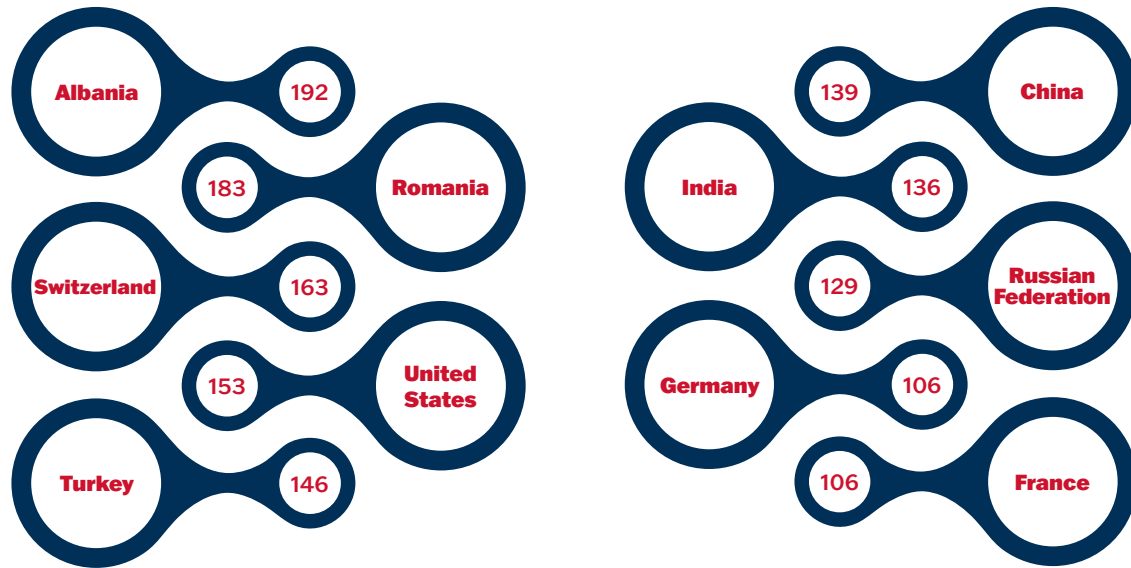 Albania
192
183
Romania
Switzerland
163
153
United
States
Turkey
146
139
China
India
136
129
Russian
Federation
Germany
106
106
France